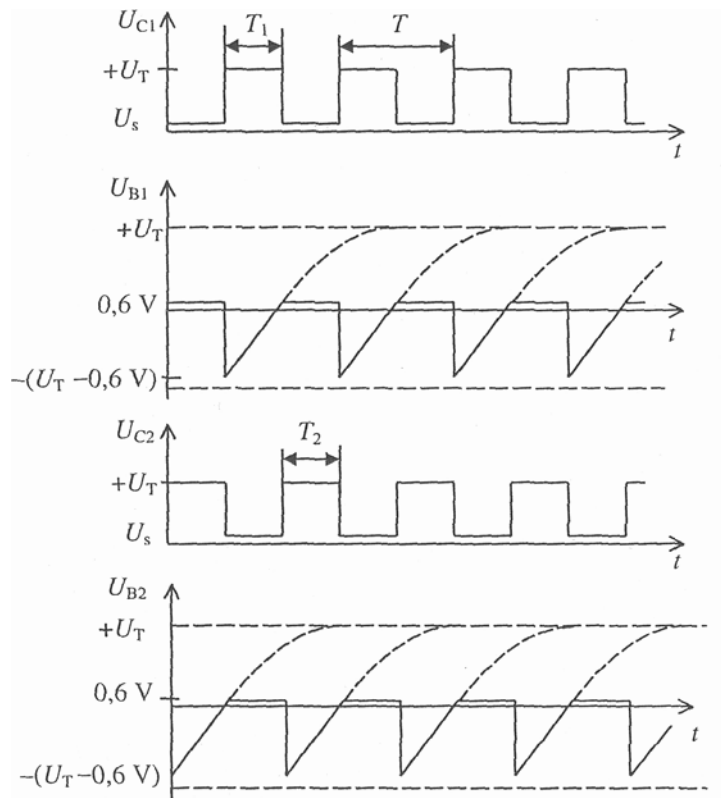 U_C1
T_1
T
+U_T
U_s
t
U_B1
+U_T
0,6 V
t
−(U_T −0,6 V)
U_C2
T_2
+U_T
U_s
t
U_B2
+U_T
0,6 V
t
−(U_T −0,6 V)